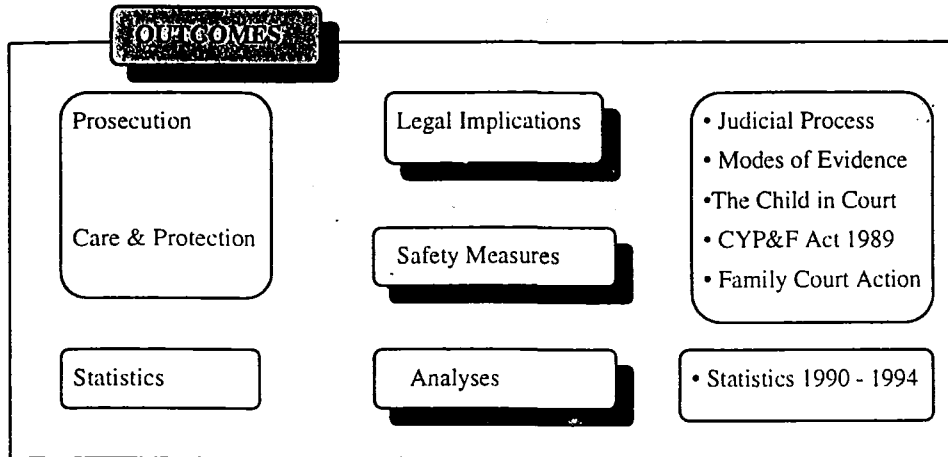 OUTCOMES
Prosecution
Care & Protection
Legal Implications
Safety Measures
• Judicial Process
• Modes of Evidence
•The Child in Court
• CYP&F Act 1989
• Family Court Action
Statistics
Analyses
• Statistics 1990 - 1994